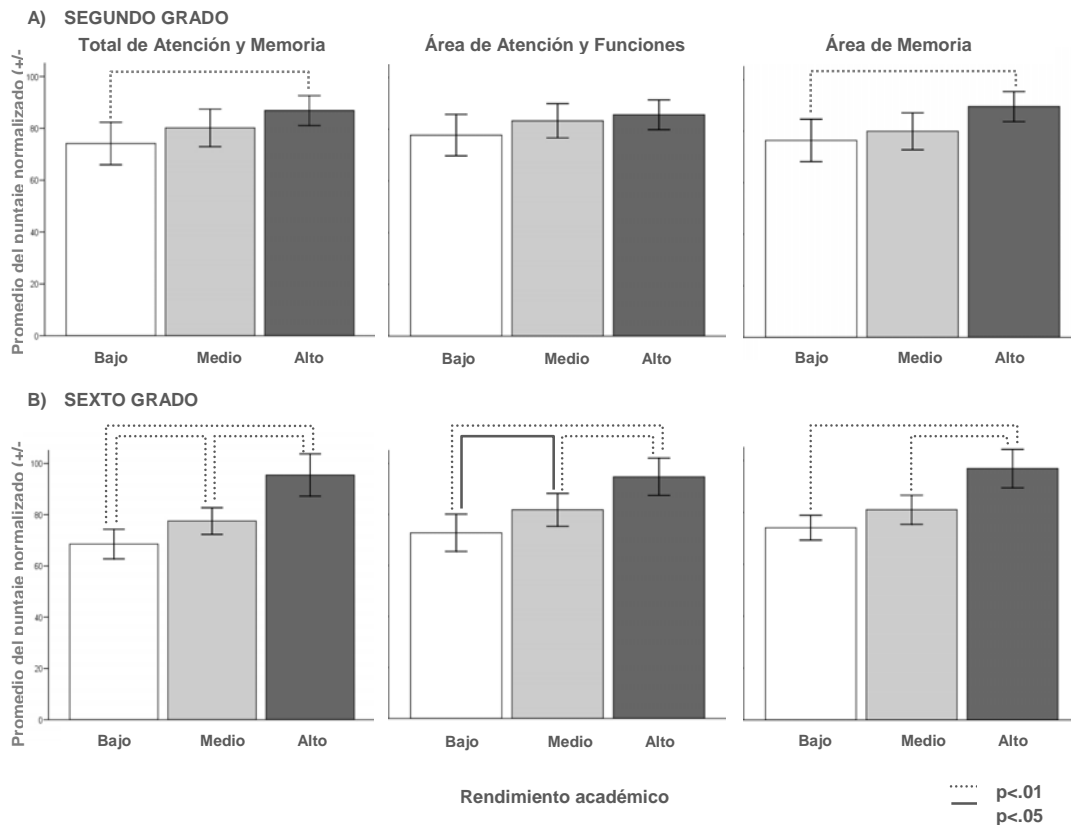 A) SEGUNDO GRADO
Total de Atención y Memoria
Área de Atención y Funciones
Área de Memoria
Promedio del puntaje normalizado (+/-
100
80
60
40
20
0
Bajo Medio Alto
Bajo Medio Alto
Bajo Medio Alto
B) SEXTO GRADO
Promedio del puntaje normalizado (+/-
100
80
60
40
20
0
Bajo Medio Alto
Bajo Medio Alto
Bajo Medio Alto
Rendimiento académico
p<.01
p<.05